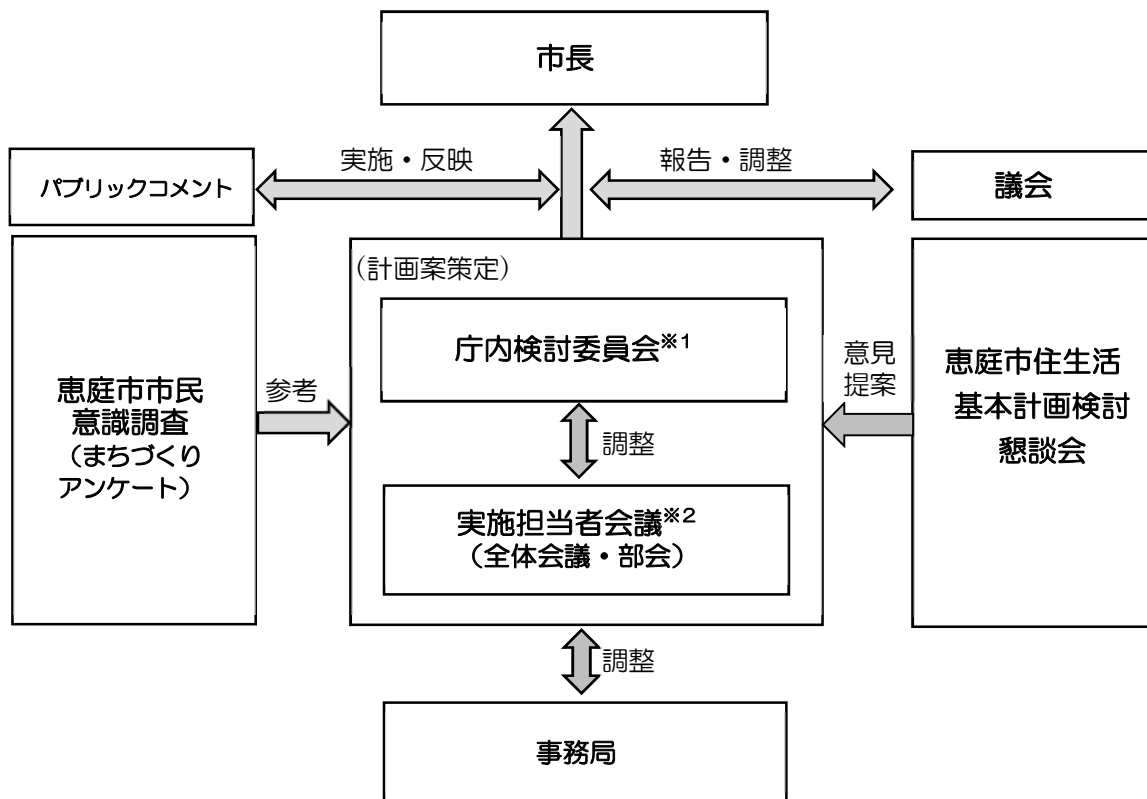 市長
実施・反映
報告・調整
パブリックコメント
議会
(計画案策定)
庁内検討委員会※1
恵庭市市民
意識調査
(まちづくり
アンケート)
参考
意見
提案
恵庭市住生活
基本計画検討
懇談会
調整
実施担当者会議※2
(全体会議・部会)
調整
事務局